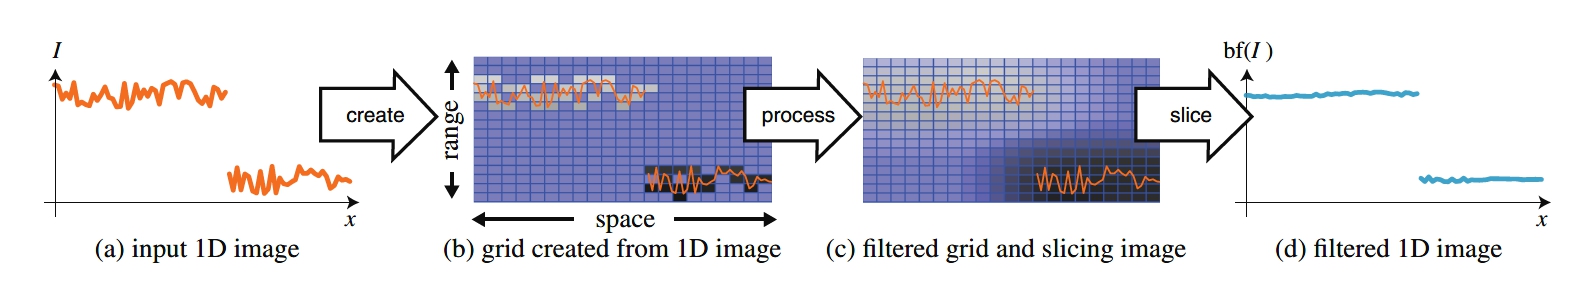 I
x
(a) input 1D image
create
range
space
(b) grid created from 1D image
process
(c) filtered grid and slicing image
slice
bf(I)
x
(d) filtered 1D image